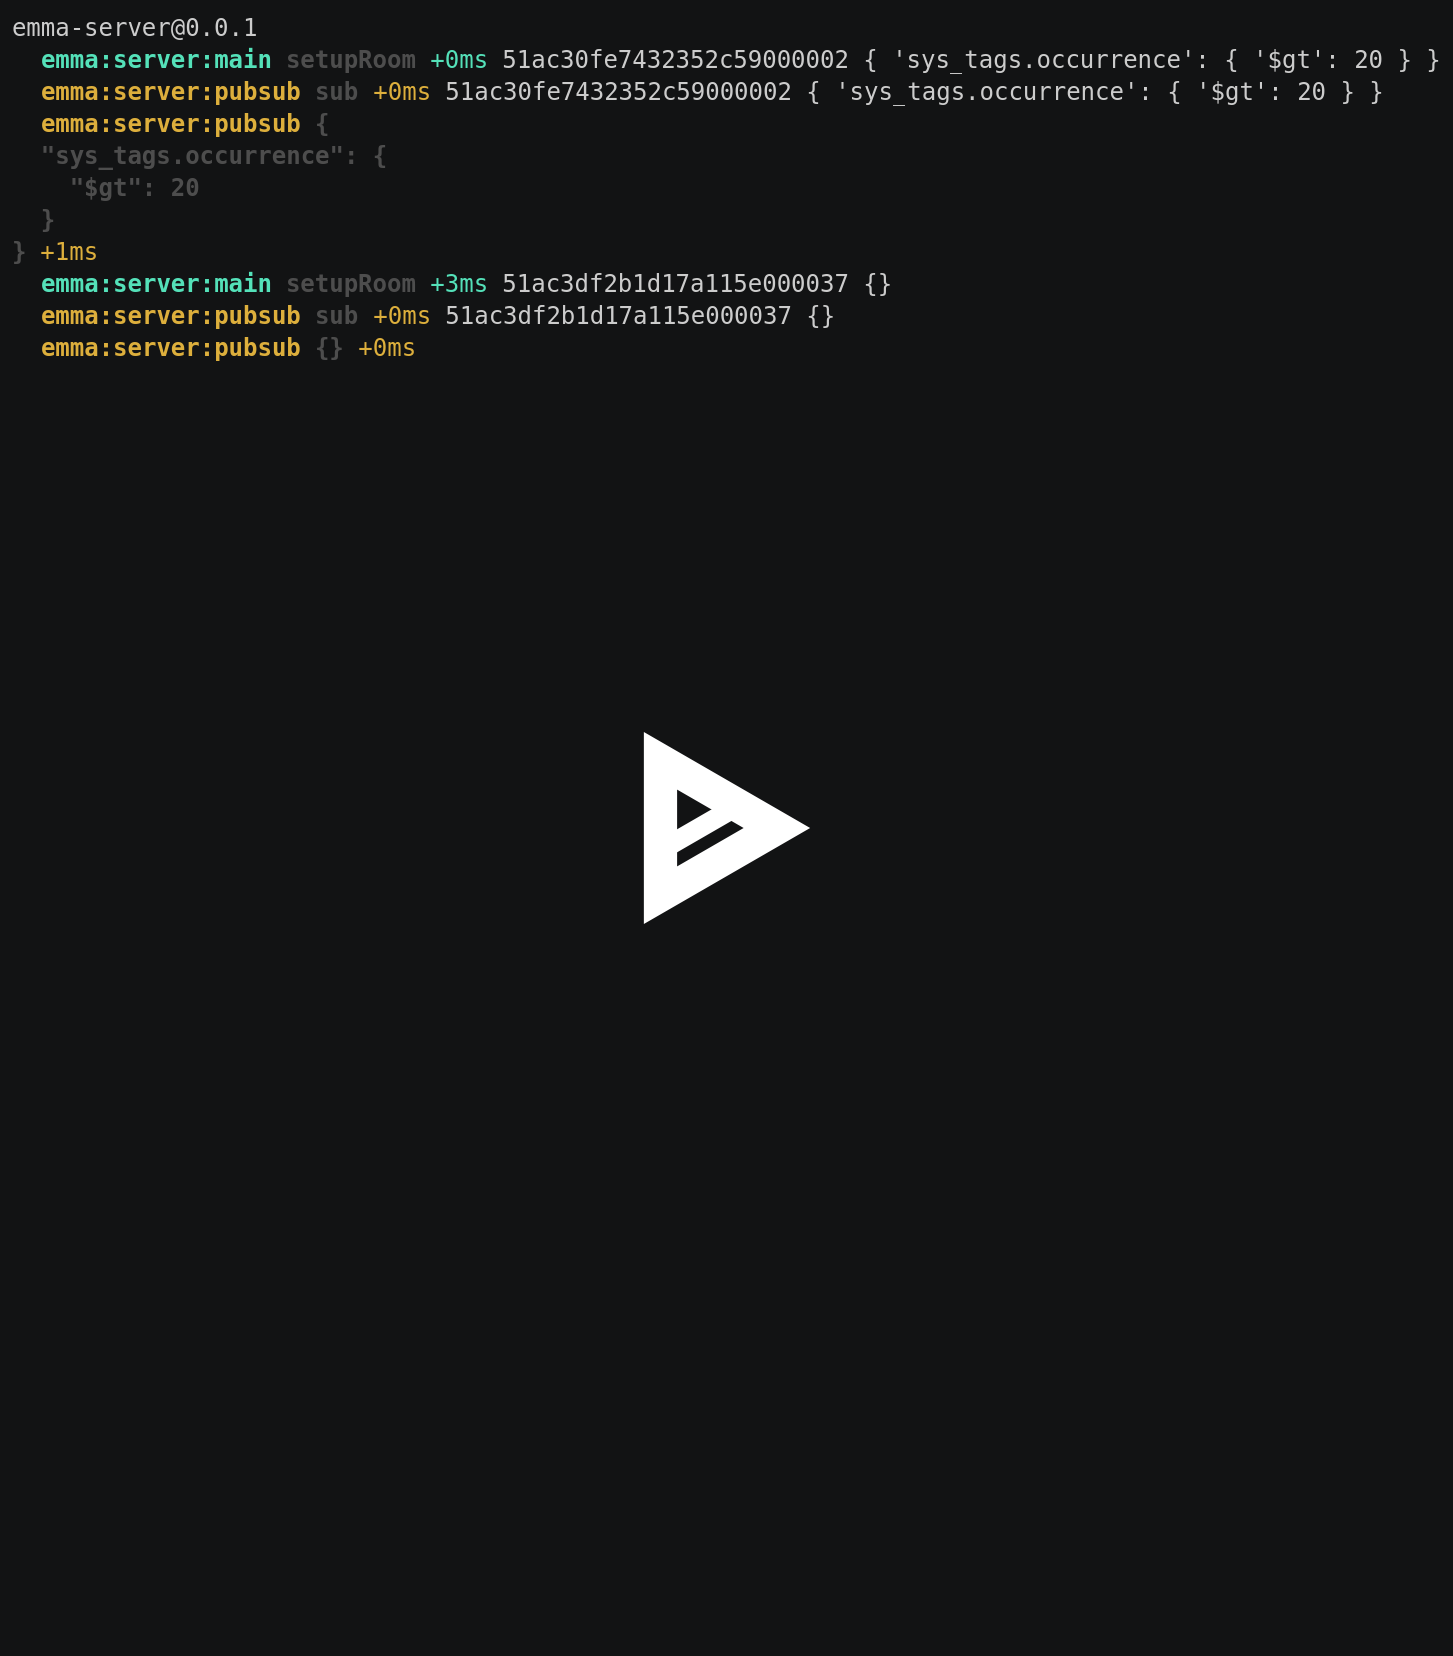 emma-server@0.0.1
  emma:server:main setupRoom +0ms 51ac30fe7432352c59000002 { 'sys_tags.occurrence': { '$gt': 20 } }
  emma:server:pubsub sub +0ms 51ac30fe7432352c59000002 { 'sys_tags.occurrence': { '$gt': 20 } }
  emma:server:pubsub {
  "sys_tags.occurrence": {
    "$gt": 20
  }
} +1ms
  emma:server:main setupRoom +3ms 51ac3df2b1d17a115e000037 {}
  emma:server:pubsub sub +0ms 51ac3df2b1d17a115e000037 {}
  emma:server:pubsub {} +0ms